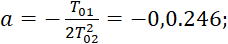 a = − T₀₁ / 2T₀₂² = −0,0.246;